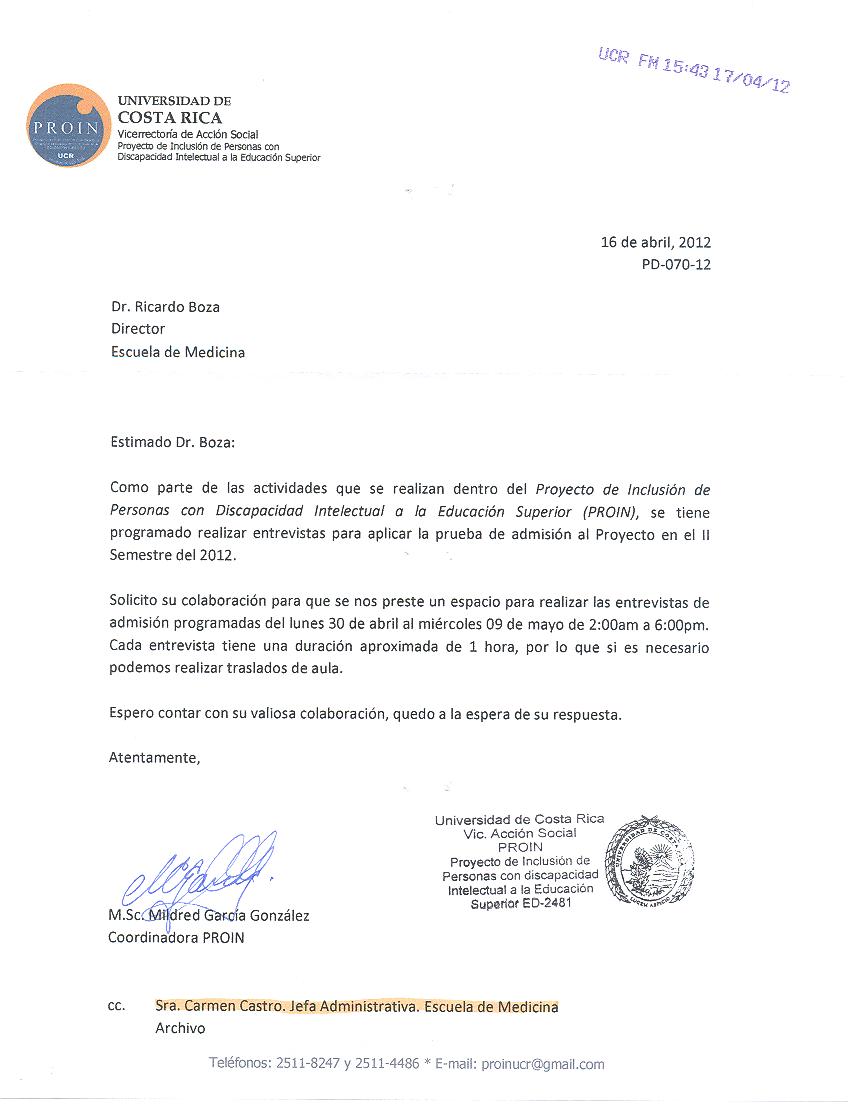 UCR FM 15:43 17/04/12
PROIN
UCR
UNIVERSIDAD DE
COSTA RICA
Vicerrectoría de Acción Social
Proyecto de Inclusión de Personas con
Discapacidad Intelectual a la Educación Superior
16 de abril, 2012
PD-070-12
Dr. Ricardo Boza
Director
Escuela de Medicina
Estimado Dr. Boza:
Como parte de las actividades que se realizan dentro del Proyecto de Inclusión de
Personas con Discapacidad Intelectual a la Educación Superior (PROIN), se tiene
programado realizar entrevistas para aplicar la prueba de admisión al Proyecto en el II
Semestre del 2012.
Solicito su colaboración para que se nos preste un espacio para realizar las entrevistas de
admisión programadas del lunes 30 de abril al miércoles 09 de mayo de 2:00am a 6:00pm.
Cada entrevista tiene una duración aproximada de 1 hora, por lo que si es necesario
podemos realizar traslados de aula.
Espero contar con su valiosa colaboración, quedo a la espera de su respuesta.
Atentamente,
Universidad de Costa Rica
Vic. Acción Social
PROIN
Proyecto de Inclusión de
Personas con discapacidad
Intelectual a la Educación
Superior ED-2481
UNIVERSIDAD DE COSTA RICA
LUCEM ASPICIO
M.Sc. Mildred García González
Coordinadora PROIN
cc. Sra. Carmen Castro. Jefa Administrativa. Escuela de Medicina
Archivo
Teléfonos: 2511-8247 y 2511-4486 * E-mail: proinucr@gmail.com